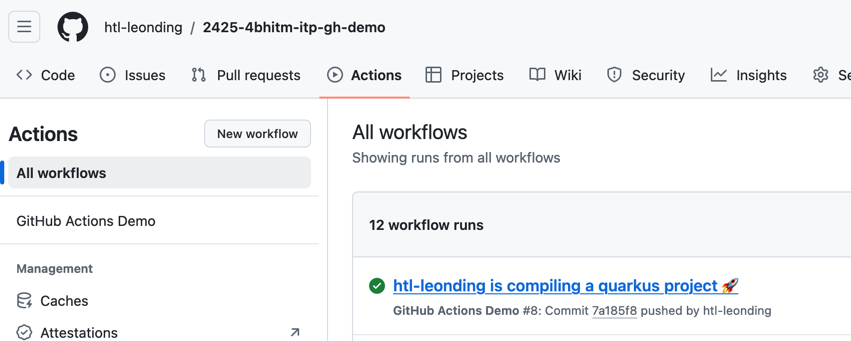 htl-leonding / 2425-4bhitm-itp-gh-demo
Code Issues Pull requests Actions Projects Wiki Security Insights
Actions
New workflow
All workflows
GitHub Actions Demo
Management
Caches
Attestations
All workflows
Showing runs from all workflows
12 workflow runs
htl-leonding is compiling a quarkus project 🚀
GitHub Actions Demo #8: Commit 7a185f8 pushed by htl-leonding